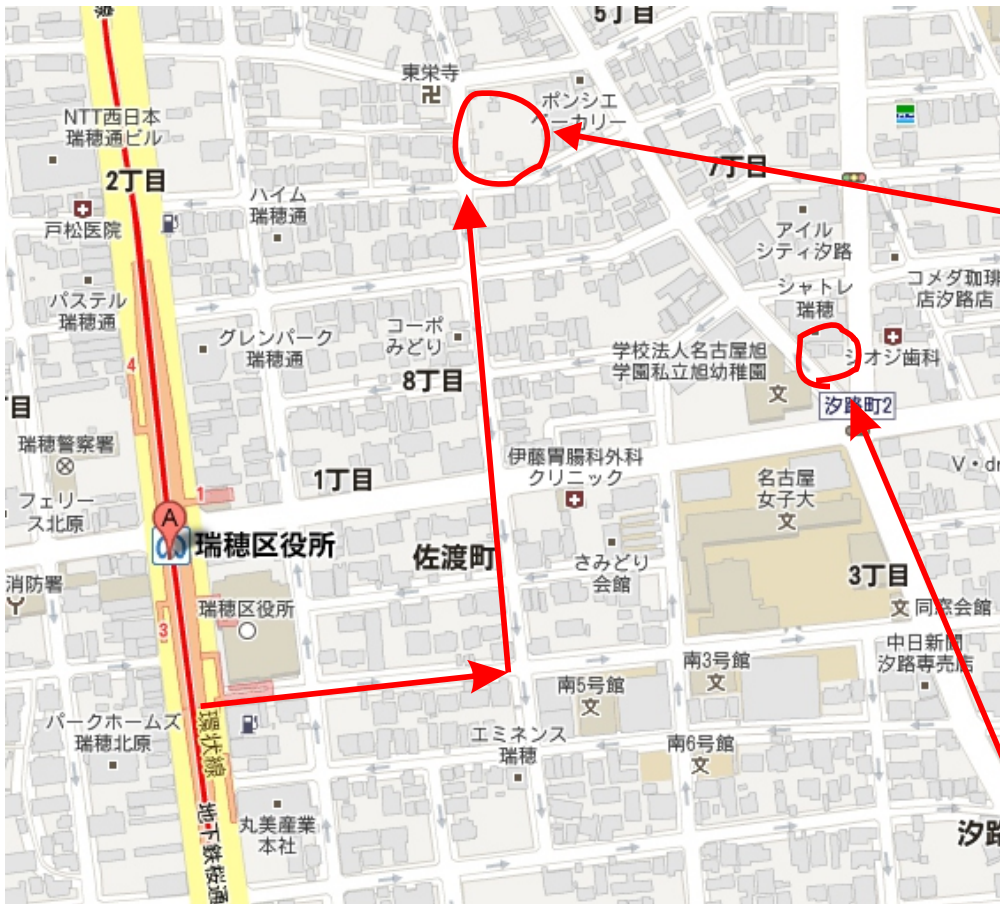 5丁目
東栄寺
ポンシエ
ベーカリー
NTT西日本
瑞穂通ビル
2丁目
7丁目
ハイム
瑞穂通
戸松医院
アイル
シティ汐路
パステル
瑞穂通
シャトレ
瑞穂
コメダ珈琲
店汐路店
グレンパーク
瑞穂通
コーポ
みどり
学校法人名古屋旭
学園私立旭幼稚園
文
シオジ歯科
4
8丁目
丁目
汐路町2
瑞穂警察署
1丁目
伊藤胃腸科外科
クリニック
名古屋
女子大
文
フェリー
ス北原
1
A
瑞穂区役所
佐渡町
さみどり
会館
消防署
3丁目
瑞穂区役所
3
文
同窓会館
中日新聞
汐路専売店
南3号館
文
南5号館
文
パークホームズ
瑞穂北原
環状線
エミネンス
瑞穂
南6号館
文
丸美産業
本社
地下鉄桜通
汐路